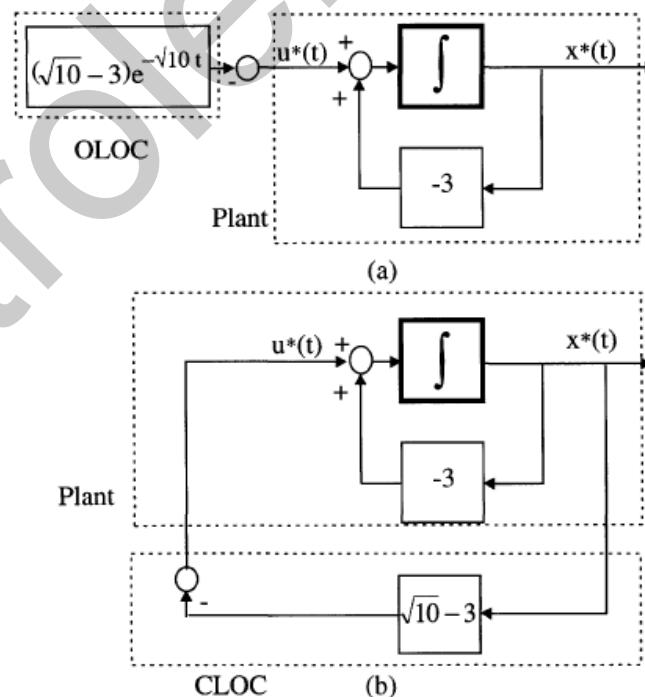 u*(t) + ∫ x*(t)
(√10 − 3)e^{−√10 t} -
+
OLOC
-3
Plant
(a)
u*(t) + ∫ x*(t)
+
-3
Plant
- √10 − 3
CLOC (b)